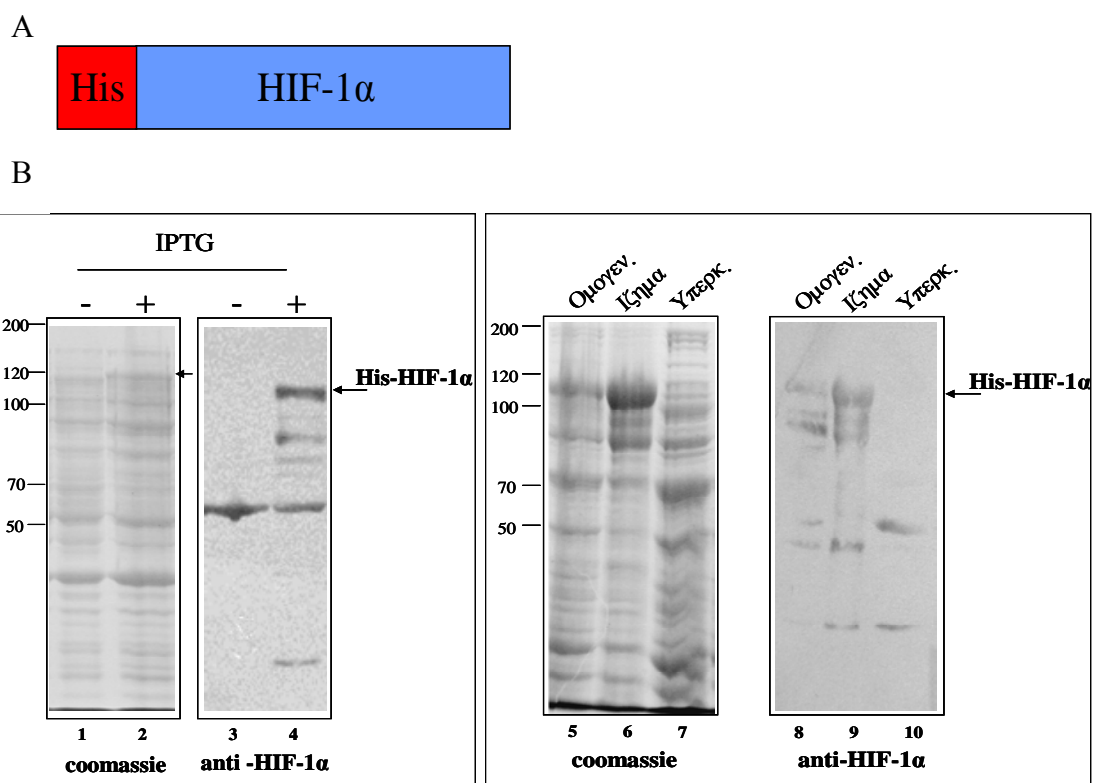 A
His HIF-1α
B
IPTG
- + - +
200
120
100
70
50
His-HIF-1α
1 2 3 4
coomassie anti -HIF-1α
Ομογεν. Ιζημα Υπερκ. Ομογεν. Ιζημα Υπερκ.
200
120
100
70
50
His-HIF-1α
5 6 7 8 9 10
coomassie anti-HIF-1α